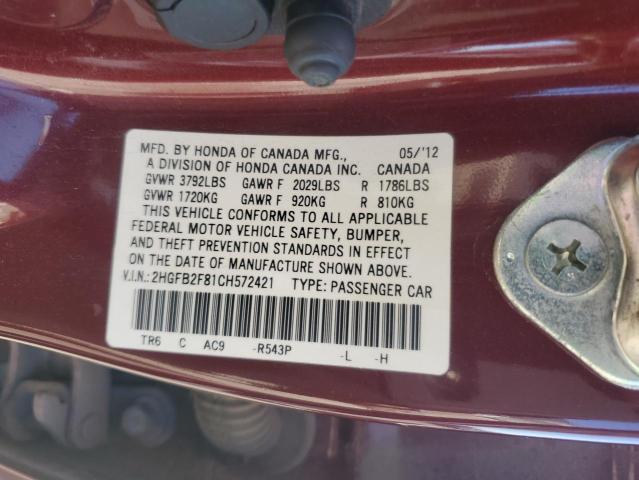 MFD. BY HONDA OF CANADA MFG., 05/'12
A DIVISION OF HONDA CANADA INC. CANADA
GVWR 3792LBS GAWR F 2029LBS R 1786LBS
GVWR 1720KG GAWR F 920KG R 810KG
THIS VEHICLE CONFORMS TO ALL APPLICABLE
FEDERAL MOTOR VEHICLE SAFETY, BUMPER,
AND THEFT PREVENTION STANDARDS IN EFFECT
ON THE DATE OF MANUFACTURE SHOWN ABOVE.
V.I.N.: 2HGFB2F81CH572421 TYPE: PASSENGER CAR
TR6 C AC9 -R543P -L -H